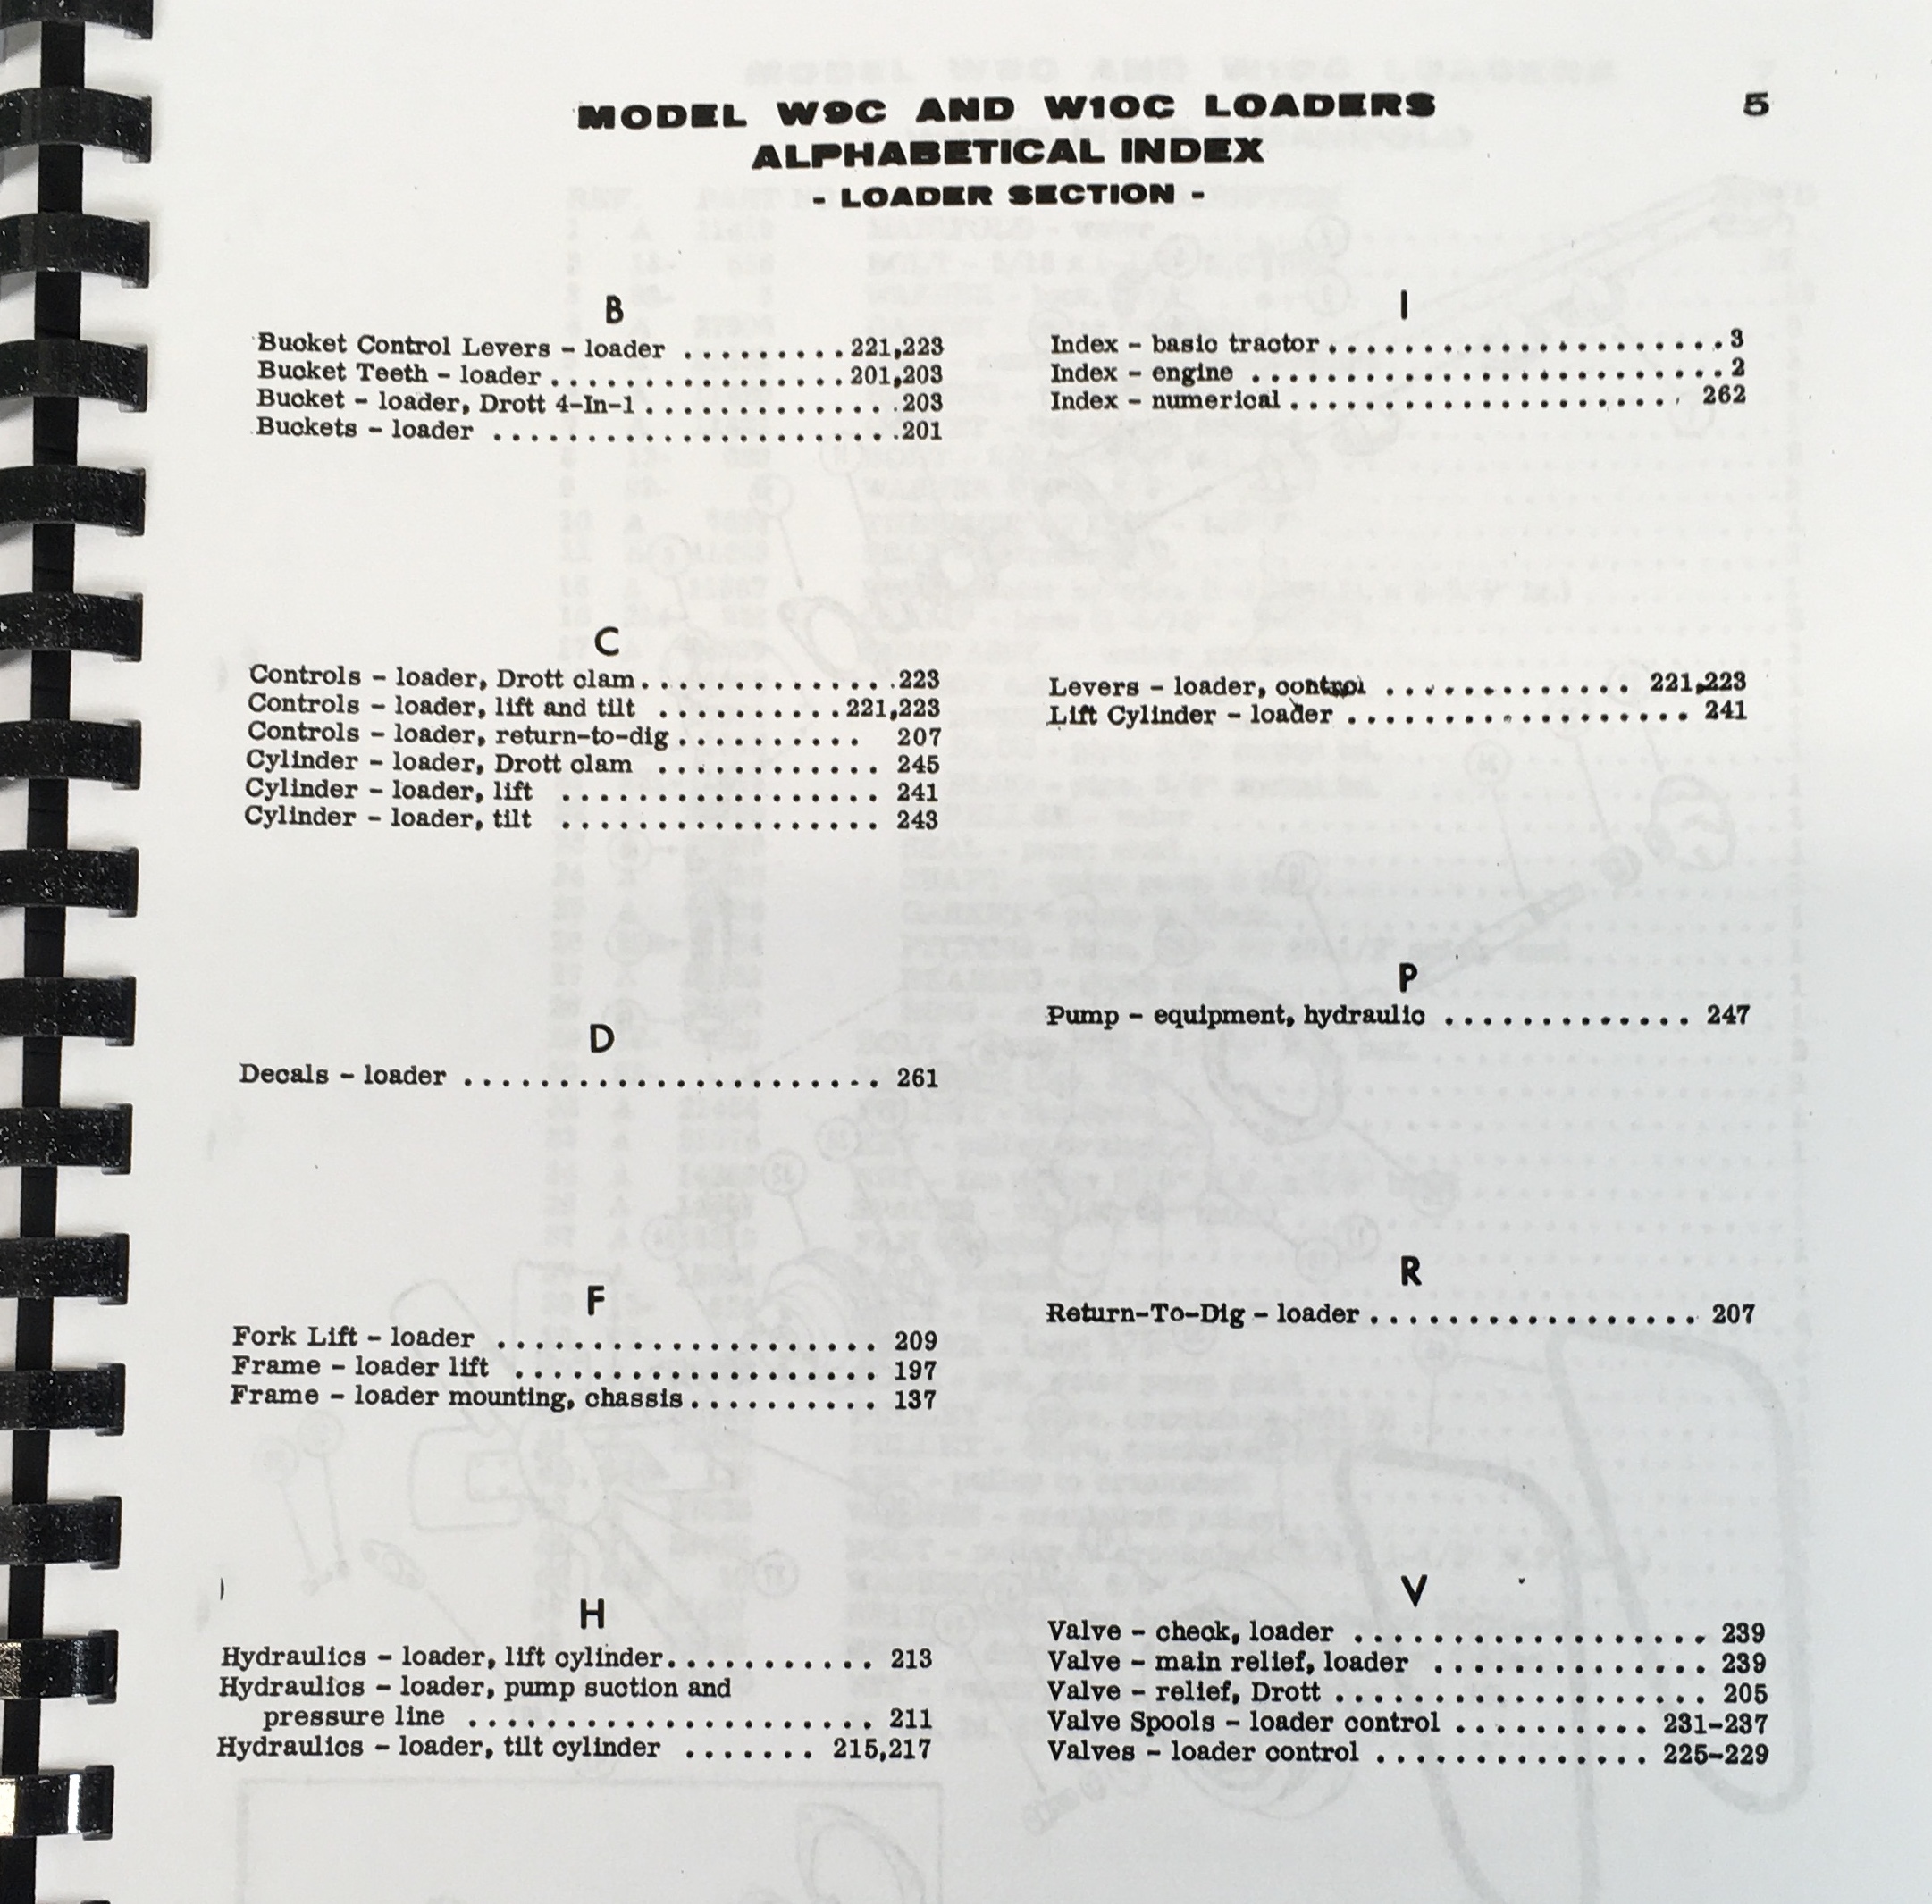 MODEL W9C AND W10C LOADERS 5
ALPHABETICAL INDEX
- LOADER SECTION -
B
Bucket Control Levers - loader ......... 221,223
Bucket Teeth - loader ................ 201,203
Bucket - loader, Drott 4-In-1 .............. 203
Buckets - loader ...................... 201
C
Controls - loader, Drott clam .............. 223
Controls - loader, lift and tilt .......... 221,223
Controls - loader, return-to-dig .......... 207
Cylinder - loader, Drott clam ............ 245
Cylinder - loader, lift ................. 241
Cylinder - loader, tilt ................. 243
D
Decals - loader ...................... 261
F
Fork Lift - loader .................... 209
Frame - loader lift ................... 197
Frame - loader mounting, chassis .......... 137
H
Hydraulics - loader, lift cylinder ........... 213
Hydraulics - loader, pump suction and
pressure line ..................... 211
Hydraulics - loader, tilt cylinder ....... 215,217
I
Index - basic tractor ..................... 3
Index - engine ......................... 2
Index - numerical ..................... 262
Levers - loader, control ............. 221,223
Lift Cylinder - loader .................. 241
P
Pump - equipment, hydraulic ............. 247
R
Return-To-Dig - loader ................. 207
V
Valve - check, loader ................... 239
Valve - main relief, loader ............... 239
Valve - relief, Drott .................... 205
Valve Spools - loader control .......... 231-237
Valves - loader control ............... 225-229